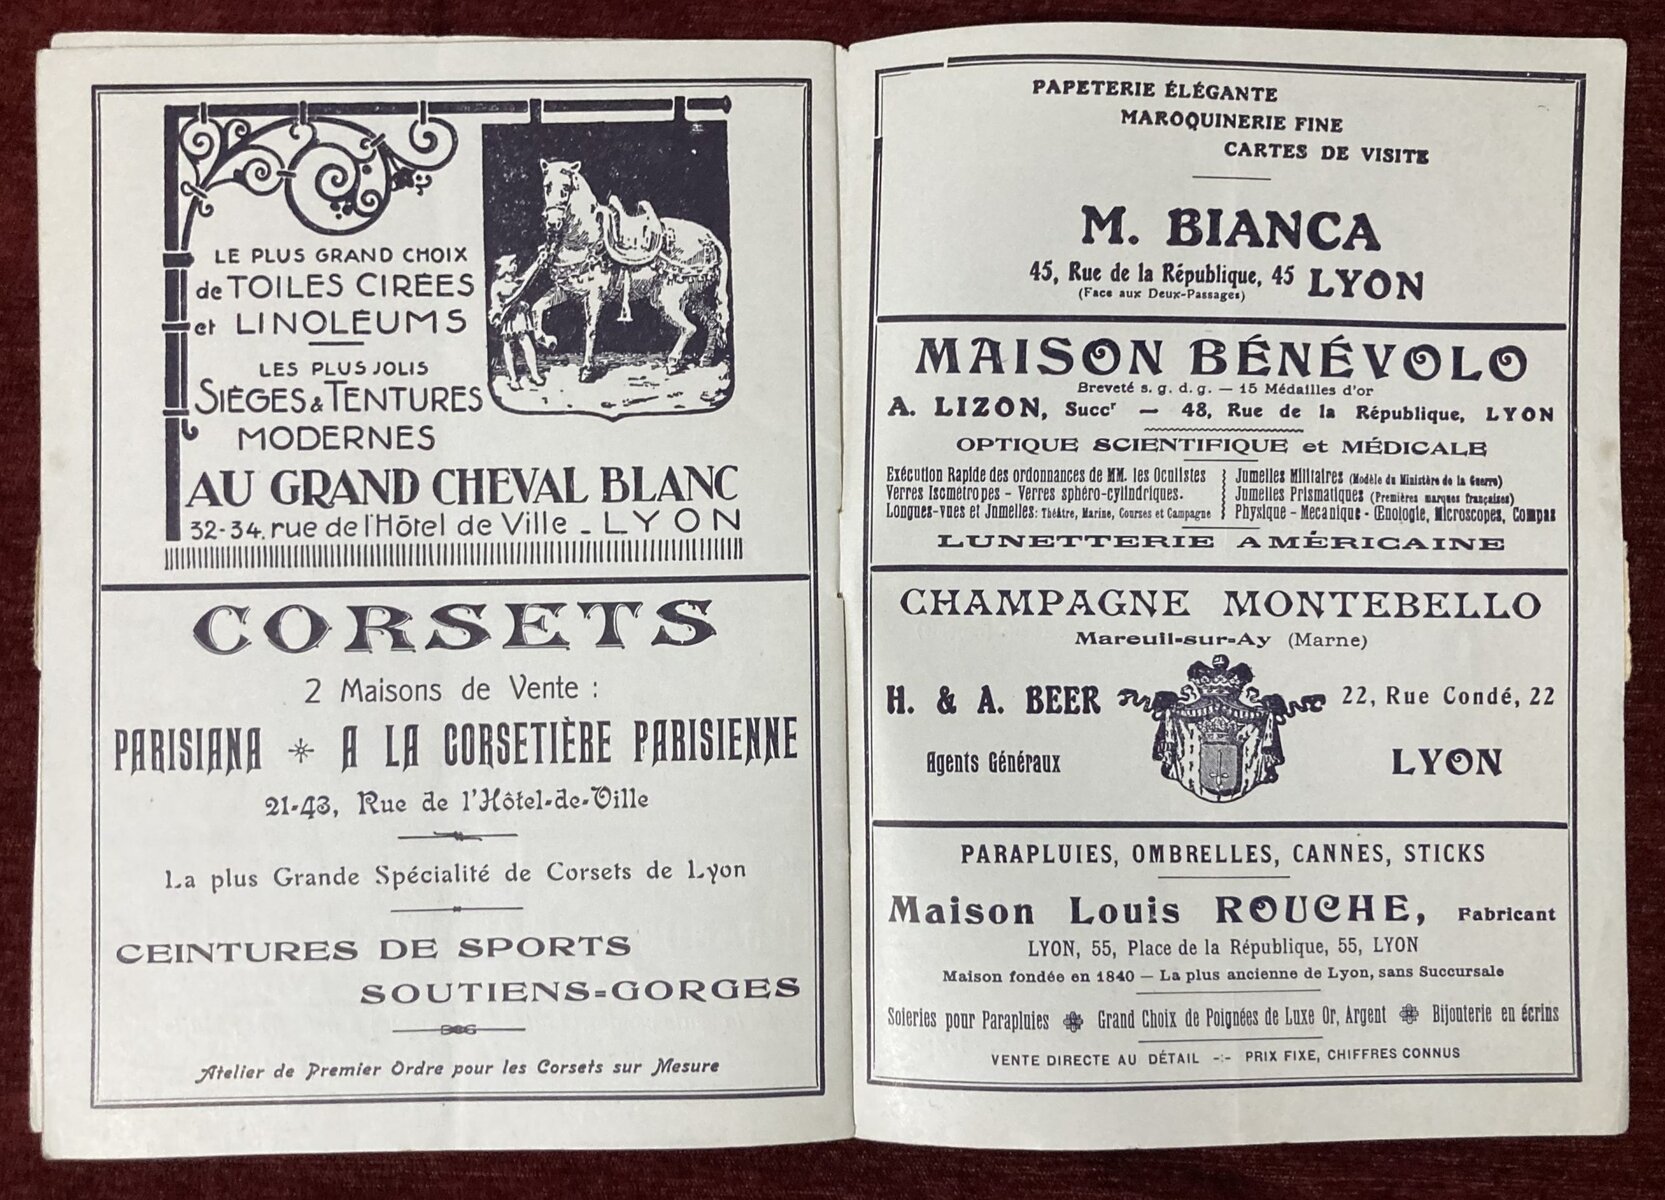 LE PLUS GRAND CHOIX
de TOILES CIRÉES
et LINOLÉUMS
LES PLUS JOLIS
SIÈGES & TENTURES
MODERNES
AU GRAND CHEVAL BLANC
32-34. rue de l'Hôtel de Ville - LYON
CORSETS
2 Maisons de Vente :
PARISIANA A LA CORSETIÈRE PARISIENNE
21-43, Rue de l'Hôtel-de-Ville
La plus Grande Spécialité de Corsets de Lyon
CEINTURES DE SPORTS
SOUTIENS=GORGES
Atelier de Premier Ordre pour les Corsets sur Mesure
PAPETERIE ÉLÉGANTE
MAROQUINERIE FINE
CARTES DE VISITE
M. BIANCA
45, Rue de la République, 45 LYON
(Face aux Deux-Passages)
MAISON BÉNÉVOLO
Breveté s. g. d. g. — 15 Médailles d'or
A. LIZON, Succr — 48, Rue de la République, LYON
OPTIQUE SCIENTIFIQUE et MÉDICALE
Exécution Rapide des ordonnances de MM. les Oculistes
Verres Isométropes - Verres sphéro-cylindriques.
Longues-vues et Jumelles: Théâtre, Marine, Courses et Campagne
Jumelles Militaires (Modèle du Ministère de la Guerre)
Jumelles Prismatiques (Premières marques françaises)
Physique - Mecanique - Œnologie, Microscopes, Compas
LUNETTERIE AMÉRICAINE
CHAMPAGNE MONTEBELLO
Mareuil-sur-Ay (Marne)
H. & A. BEER 22, Rue Condé, 22
Agents Généraux LYON
PARAPLUIES, OMBRELLES, CANNES, STICKS
Maison Louis ROUCHE, Fabricant
LYON, 55, Place de la République, 55, LYON
Maison fondée en 1840 — La plus ancienne de Lyon, sans Succursale
Soieries pour Parapluies Grand Choix de Poignées de Luxe Or, Argent Bijouterie en écrins
VENTE DIRECTE AU DÉTAIL -:- PRIX FIXE, CHIFFRES CONNUS